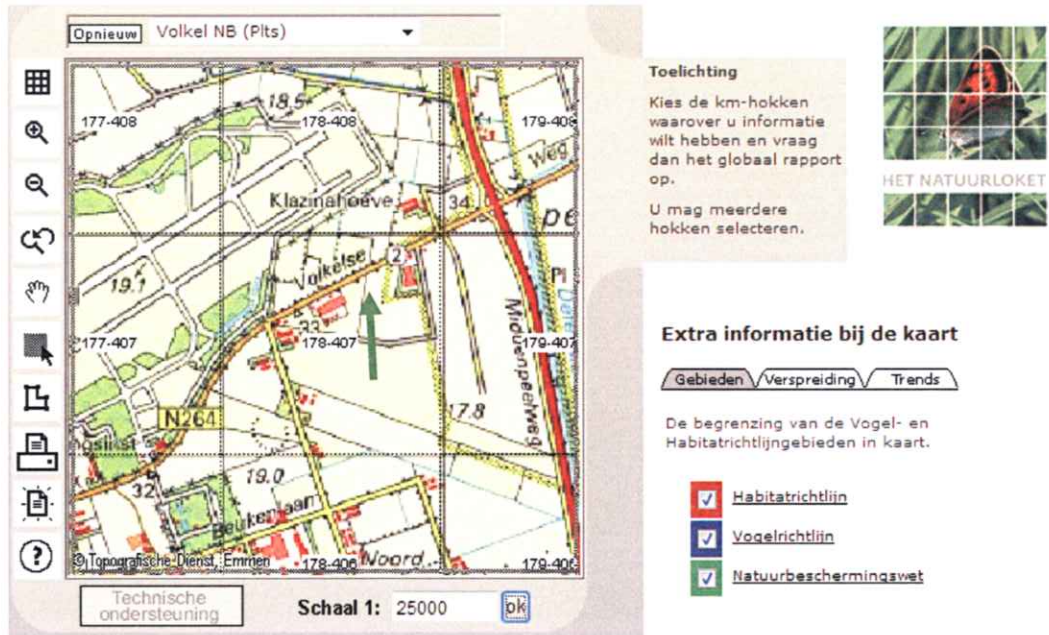 Opnieuw Volkel NB (Plts)
177-408
178-408
179-408
18.5
Weg
Klazinahoeve
34
pe
2
Volkelse
19.1
Pl
33
Middenpeelweg
177-407
178-407
179-407
N264
17.8
32
19.0
Beukenlaan
Noord
© Topografische Dienst, Emmen
178-406
179-406
Technische
ondersteuning
Schaal 1: 25000 ok
Toelichting
Kies de km-hokken
waarover u informatie
wilt hebben en vraag
dan het globaal rapport
op.
U mag meerdere
hokken selecteren.
HET NATUURLOKET
Extra informatie bij de kaart
Gebieden Verspreiding Trends
De begrenzing van de Vogel- en
Habitatrichtlijngebieden in kaart.
Habitatrichtlijn
Vogelrichtlijn
Natuurbeschermingswet
?